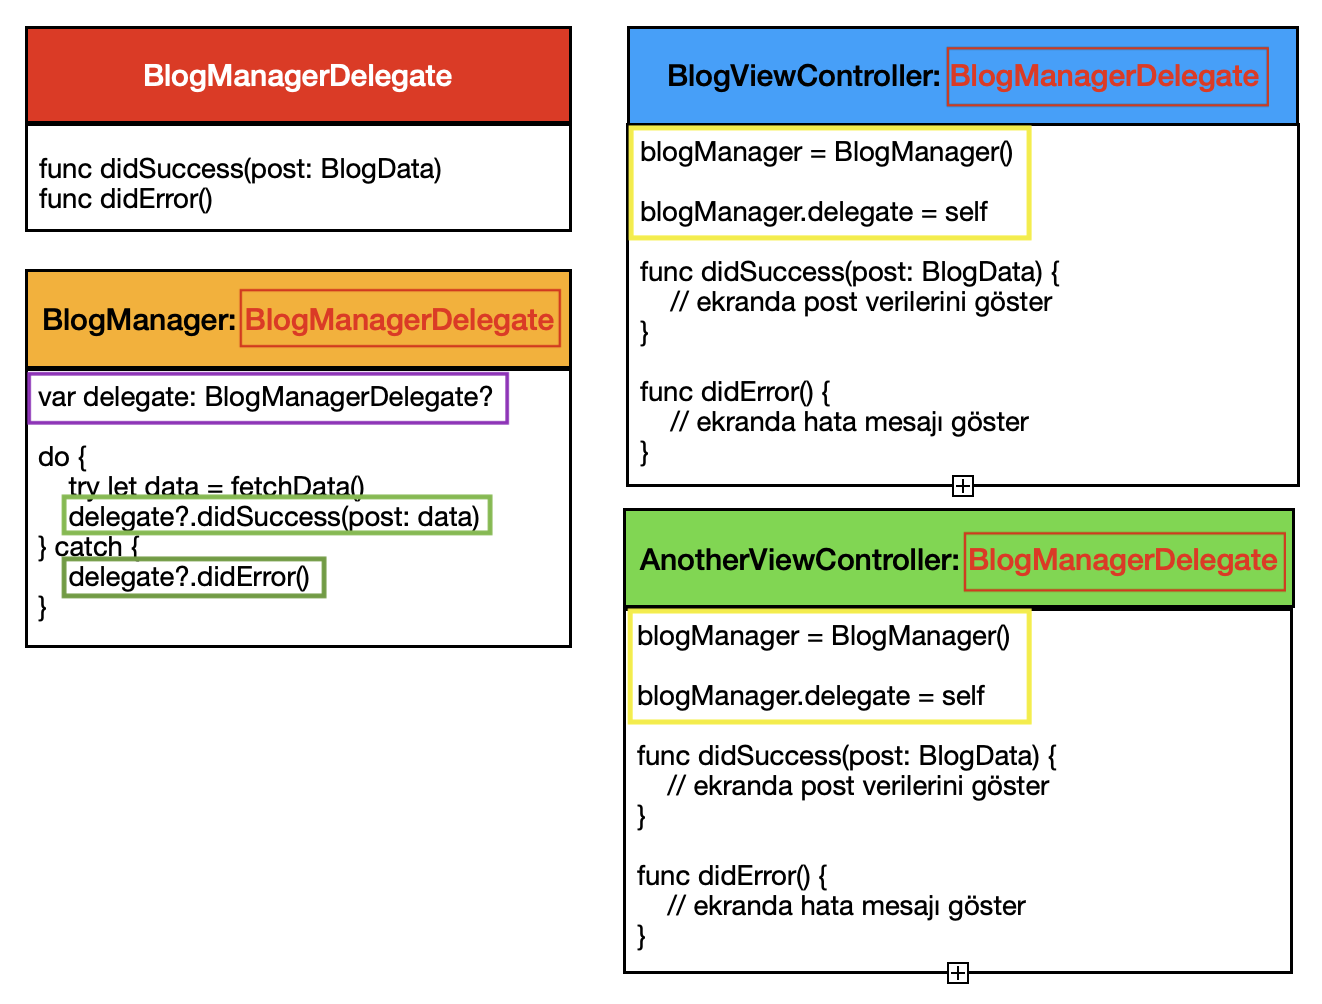 BlogManagerDelegate
func didSuccess(post: BlogData)
func didError()
BlogManager: BlogManagerDelegate
var delegate: BlogManagerDelegate?
do {
try let data = fetchData()
delegate?.didSuccess(post: data)
} catch {
delegate?.didError()
}
BlogViewController: BlogManagerDelegate
blogManager = BlogManager()
blogManager.delegate = self
func didSuccess(post: BlogData) {
// ekranda post verilerini göster
}
func didError() {
// ekranda hata mesajı göster
}
AnotherViewController: BlogManagerDelegate
blogManager = BlogManager()
blogManager.delegate = self
func didSuccess(post: BlogData) {
// ekranda post verilerini göster
}
func didError() {
// ekranda hata mesajı göster
}